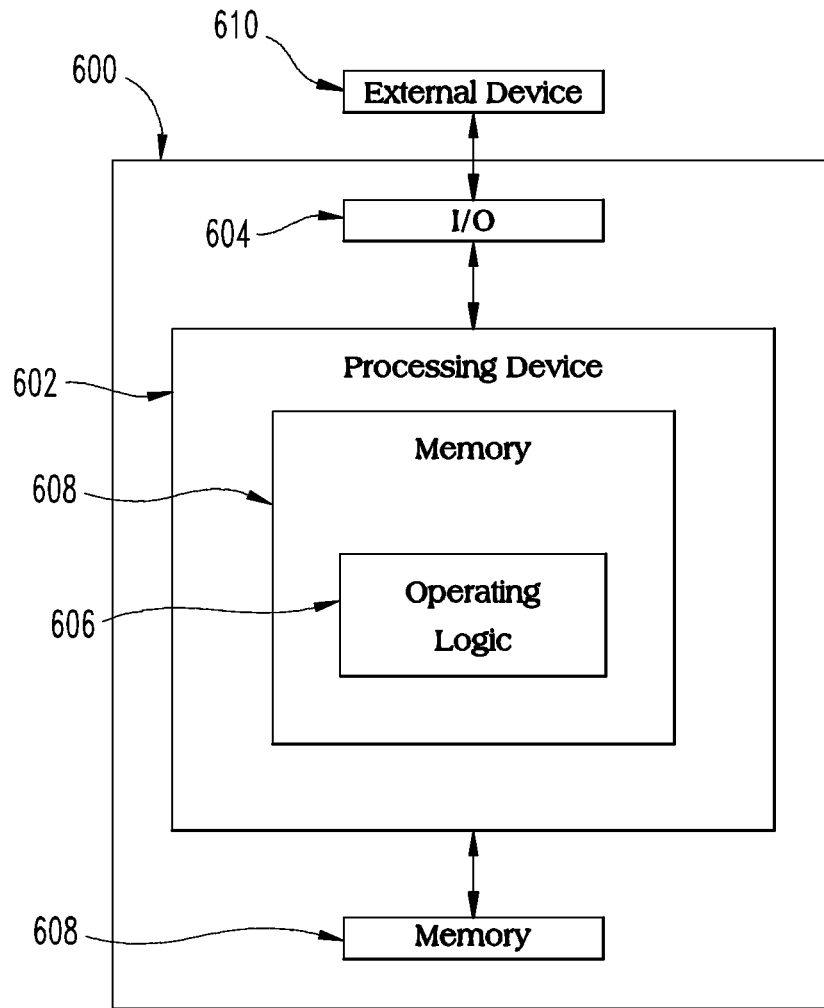 610
600
External Device
604
I/O
602
Processing Device
608
Memory
606
Operating
Logic
608
Memory